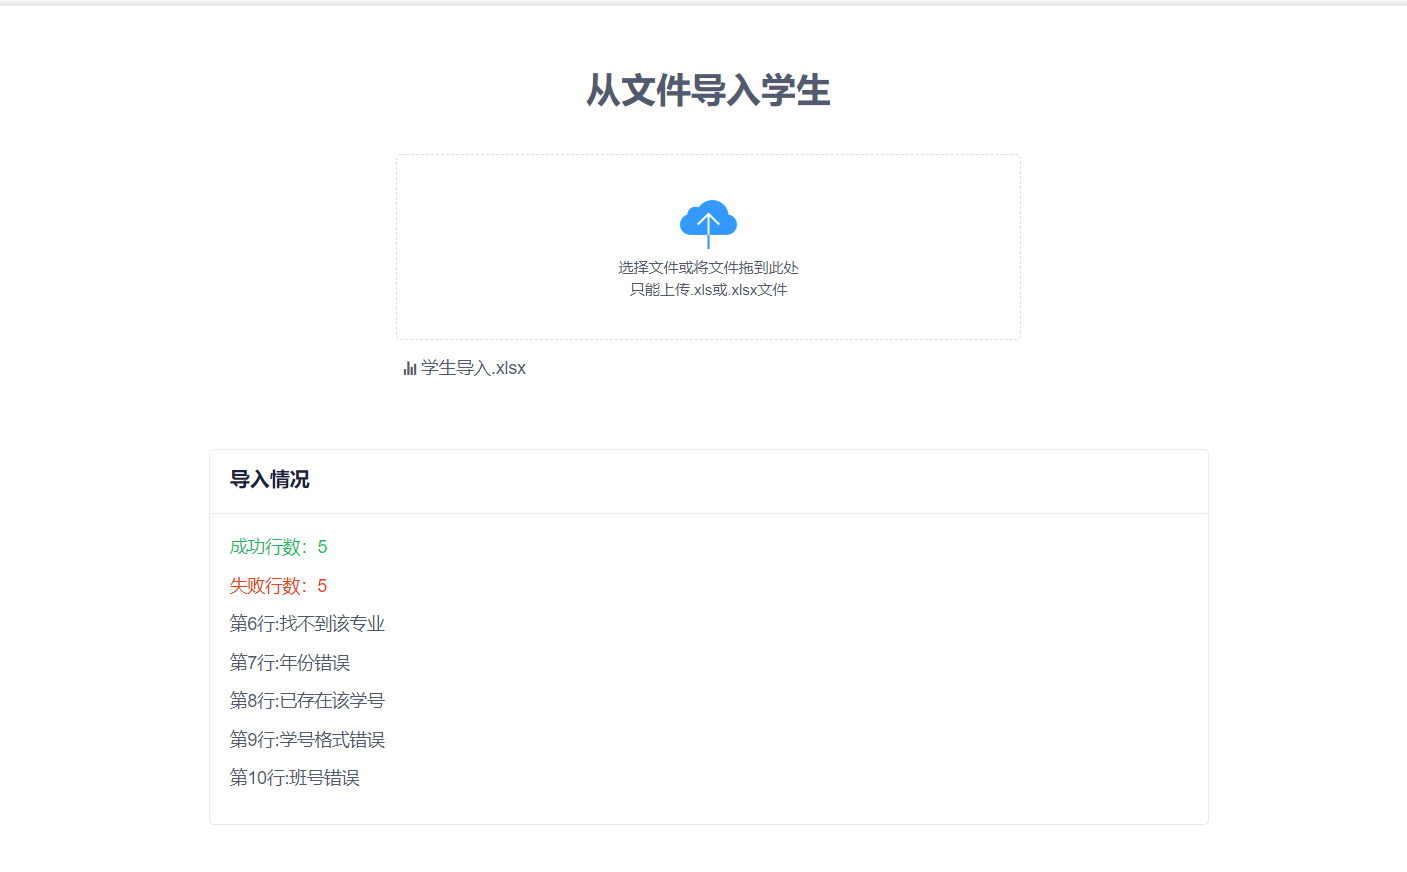 从文件导入学生
选择文件或将文件拖到此处
只能上传.xls或.xlsx文件
学生导入.xlsx
导入情况
成功行数：5
失败行数：5
第6行:找不到该专业
第7行:年份错误
第8行:已存在该学号
第9行:学号格式错误
第10行:班号错误